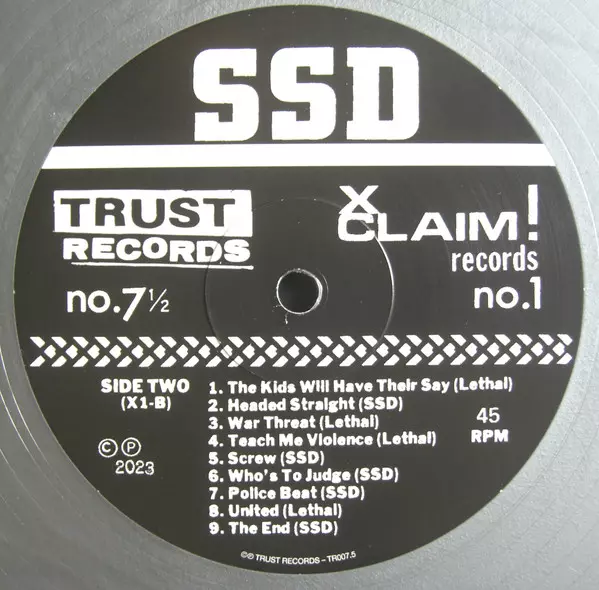 SSD
TRUST
RECORDS
no.7½
X
CLAIM!
records
no.1
SIDE TWO
(X1-B)
©℗
2023
1. The Kids Will Have Their Say (Lethal)
2. Headed Straight (SSD)
3. War Threat (Lethal)
4. Teach Me Violence (Lethal)
5. Screw (SSD)
6. Who's To Judge (SSD)
7. Police Beat (SSD)
8. United (Lethal)
9. The End (SSD)
45
RPM
©℗ TRUST RECORDS – TR007.5